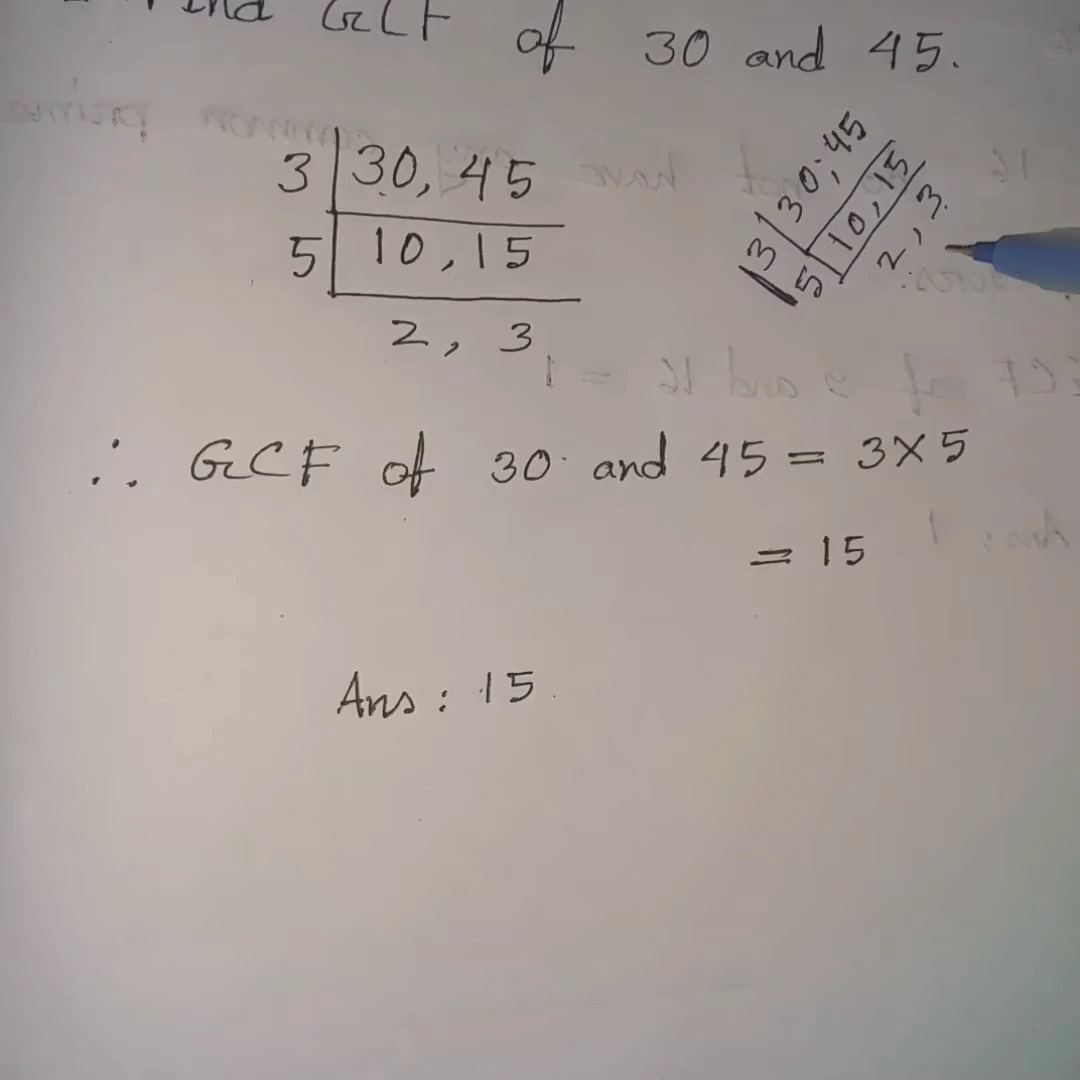 Find GCF of 30 and 45.
3 | 30, 45
5 | 10, 15
2, 3
3 | 30, 45
5 | 10, 15
2, 3.
∴ GCF of 30 and 45 = 3×5
= 15
Ans: 15.